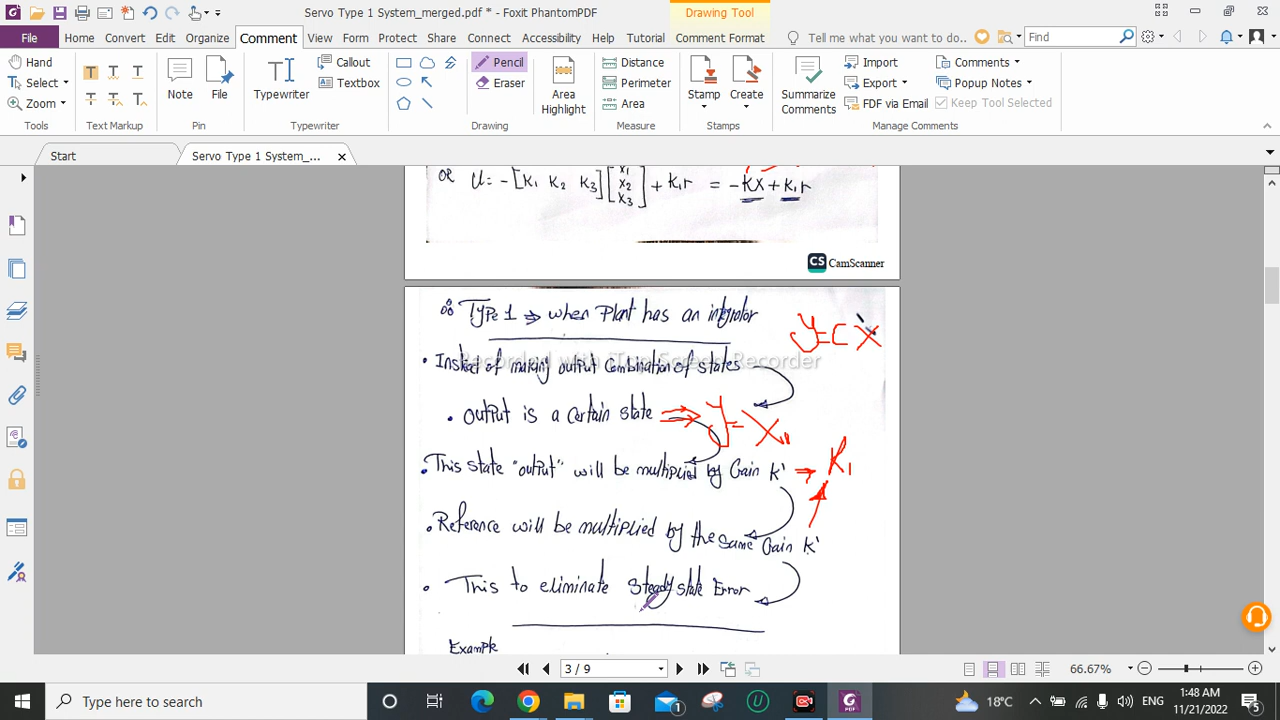 Servo Type 1 System_merged.pdf * - Foxit PhantomPDF
Drawing Tool
File Home Convert Edit Organize Comment View Form Protect Share Connect Accessibility Help Tutorial Comment Format Tell me what you want to do... Find
Hand
Select
Zoom
Tools
Text Markup
Note
File
Pin
Typewriter
Callout
Textbox
Typewriter
Pencil
Eraser
Drawing
Area Highlight
Distance
Perimeter
Area
Measure
Stamp
Create
Stamps
Summarize Comments
Import
Export
FDF via Email
Comments
Popup Notes
Keep Tool Selected
Manage Comments
Start
Servo Type 1 System_...
OR U = -[K1 K2 K3] [x1 x2 x3] + K1r = -KX + K1r
CS CamScanner
Type 1 ⇒ when Plant has an integrator
y = C X
Recorded with iTop Screen Recorder
• Instead of making output Combination of states
• Output is a Certain state ⇒ y = X1
• This state "output" will be multiplied by Gain K' → K1
• Reference will be multiplied by the same Gain K'
• This to eliminate Steady state Error
Example
3 / 9
66.67%
Type here to search
1
18°C
ENG
1:48 AM
11/21/2022
5